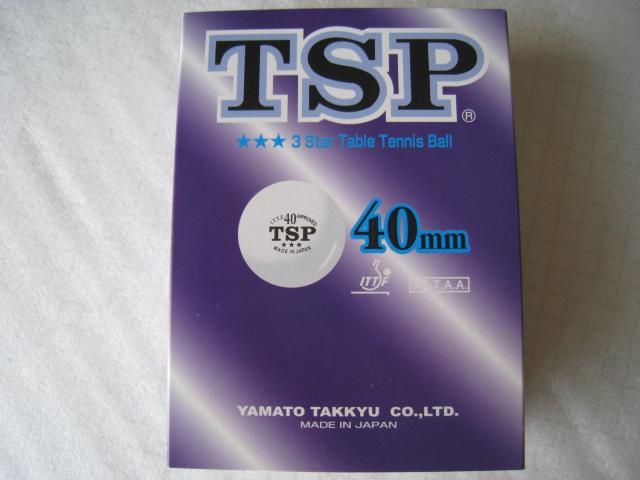 TSP®
★★★ 3 Star Table Tennis Ball
I.T.T.F. 40 APPROVED
TSP
★★★
MADE IN JAPAN
40mm
ITTF
T.A.A.
YAMATO TAKKYU CO.,LTD.
MADE IN JAPAN